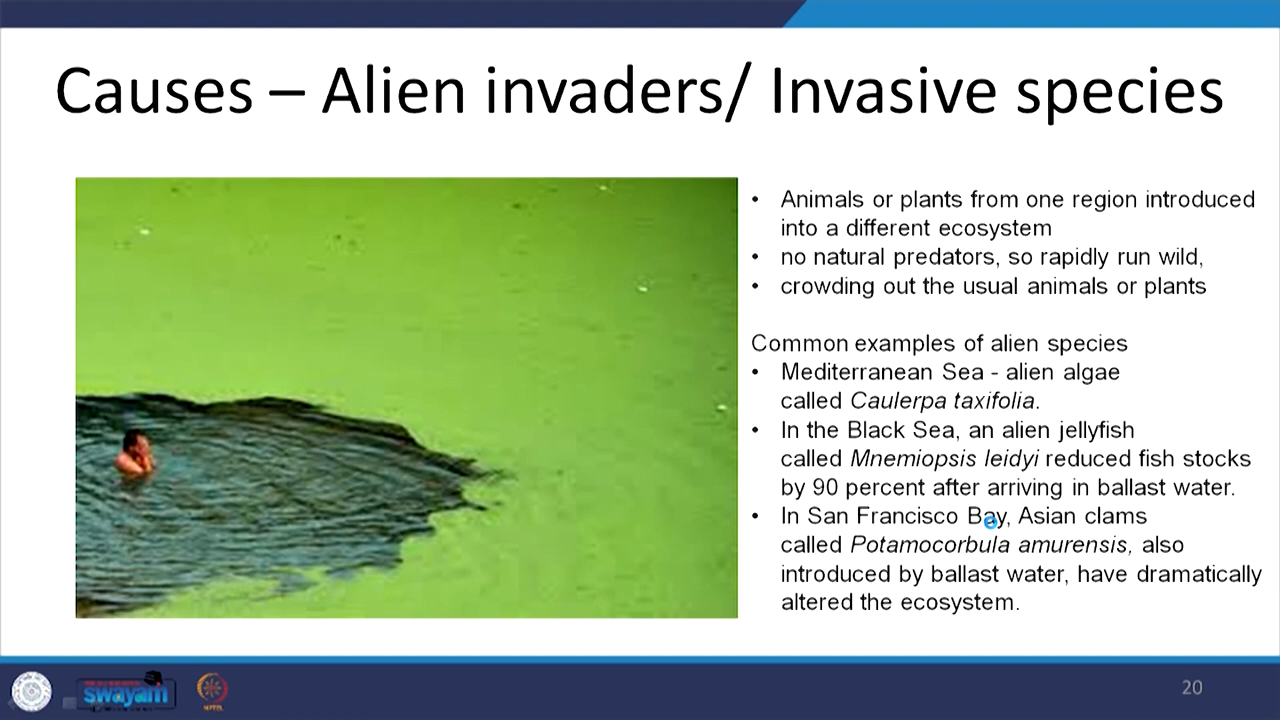 Causes – Alien invaders/ Invasive species
• Animals or plants from one region introduced
into a different ecosystem
• no natural predators, so rapidly run wild,
• crowding out the usual animals or plants
Common examples of alien species
• Mediterranean Sea - alien algae
called Caulerpa taxifolia.
• In the Black Sea, an alien jellyfish
called Mnemiopsis leidyi reduced fish stocks
by 90 percent after arriving in ballast water.
• In San Francisco Bay, Asian clams
called Potamocorbula amurensis, also
introduced by ballast water, have dramatically
altered the ecosystem.
swayam
20